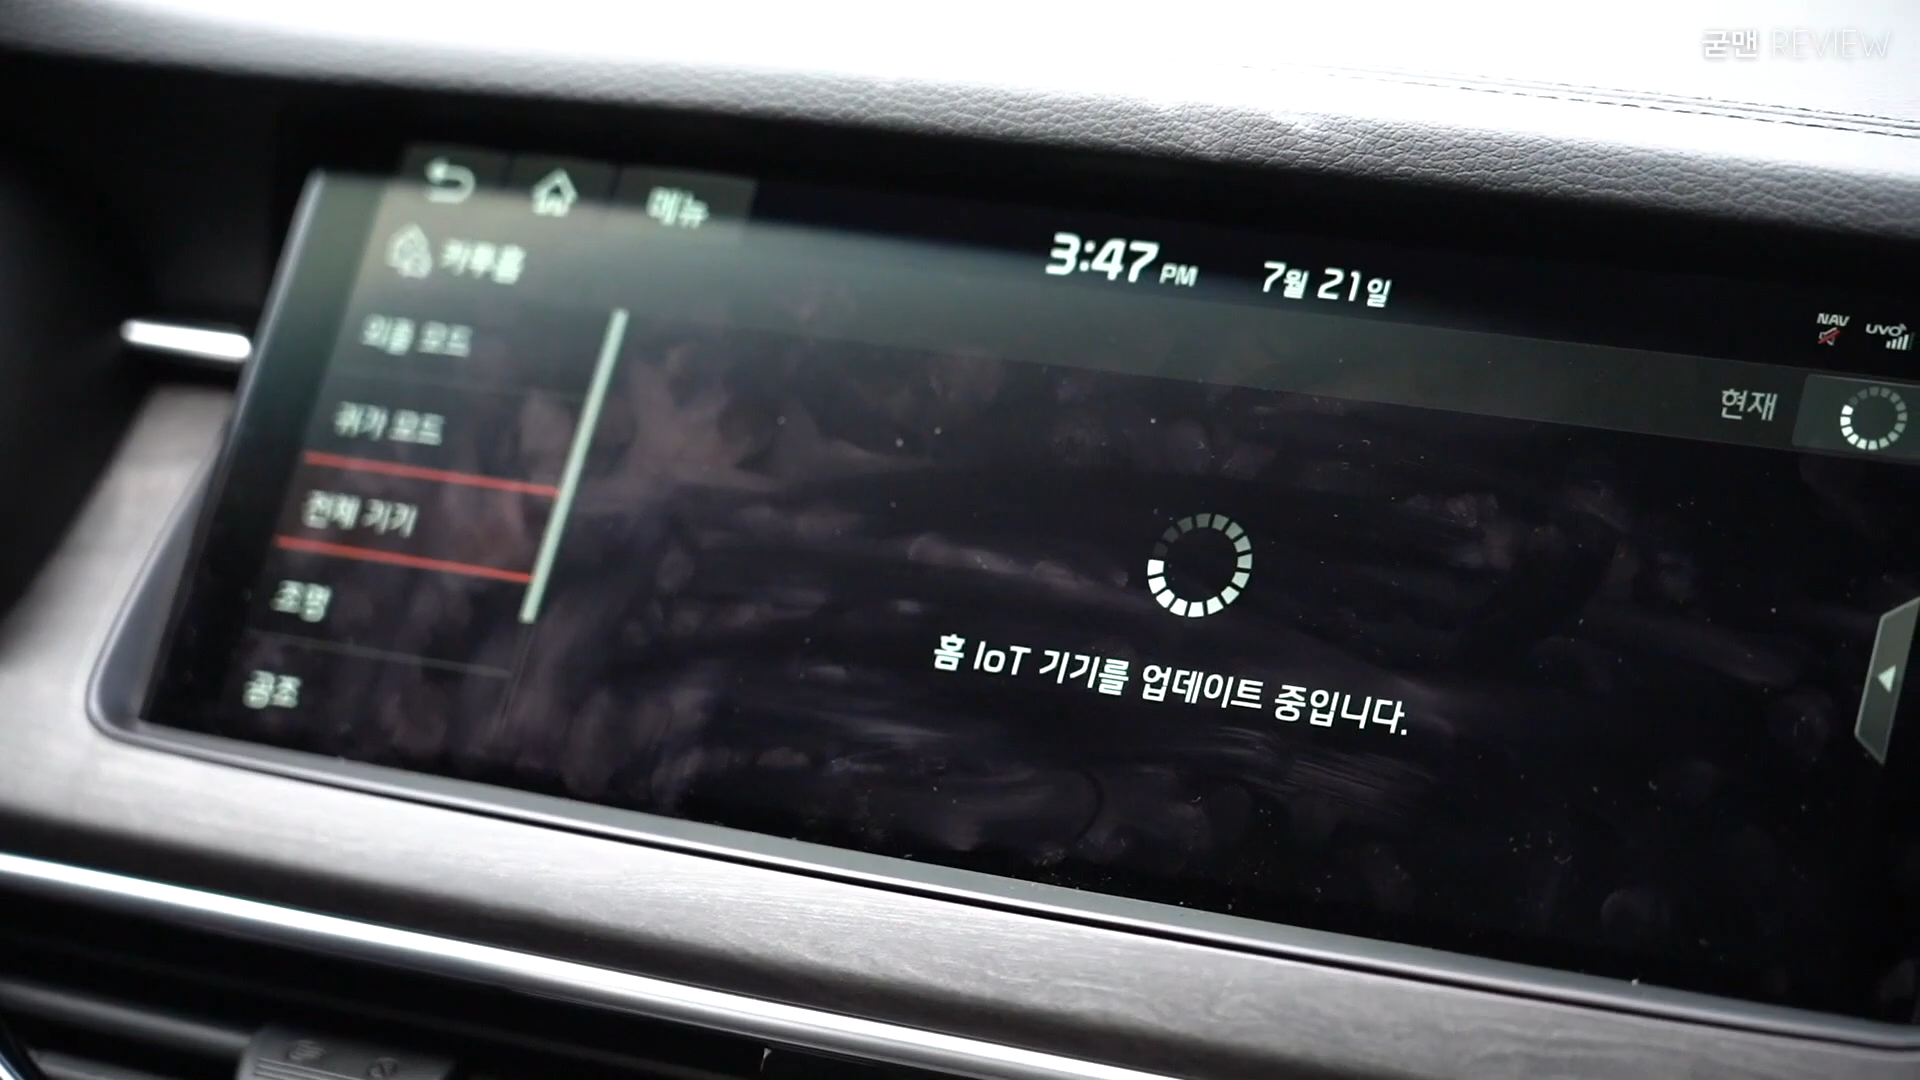 굳맨 REVIEW
메뉴
카투홈
3:47 PM 7월 21일
NAV
UVO
외출 모드
현재
귀가 모드
전체 기기
조명
공조
홈 IoT 기기를 업데이트 중입니다.